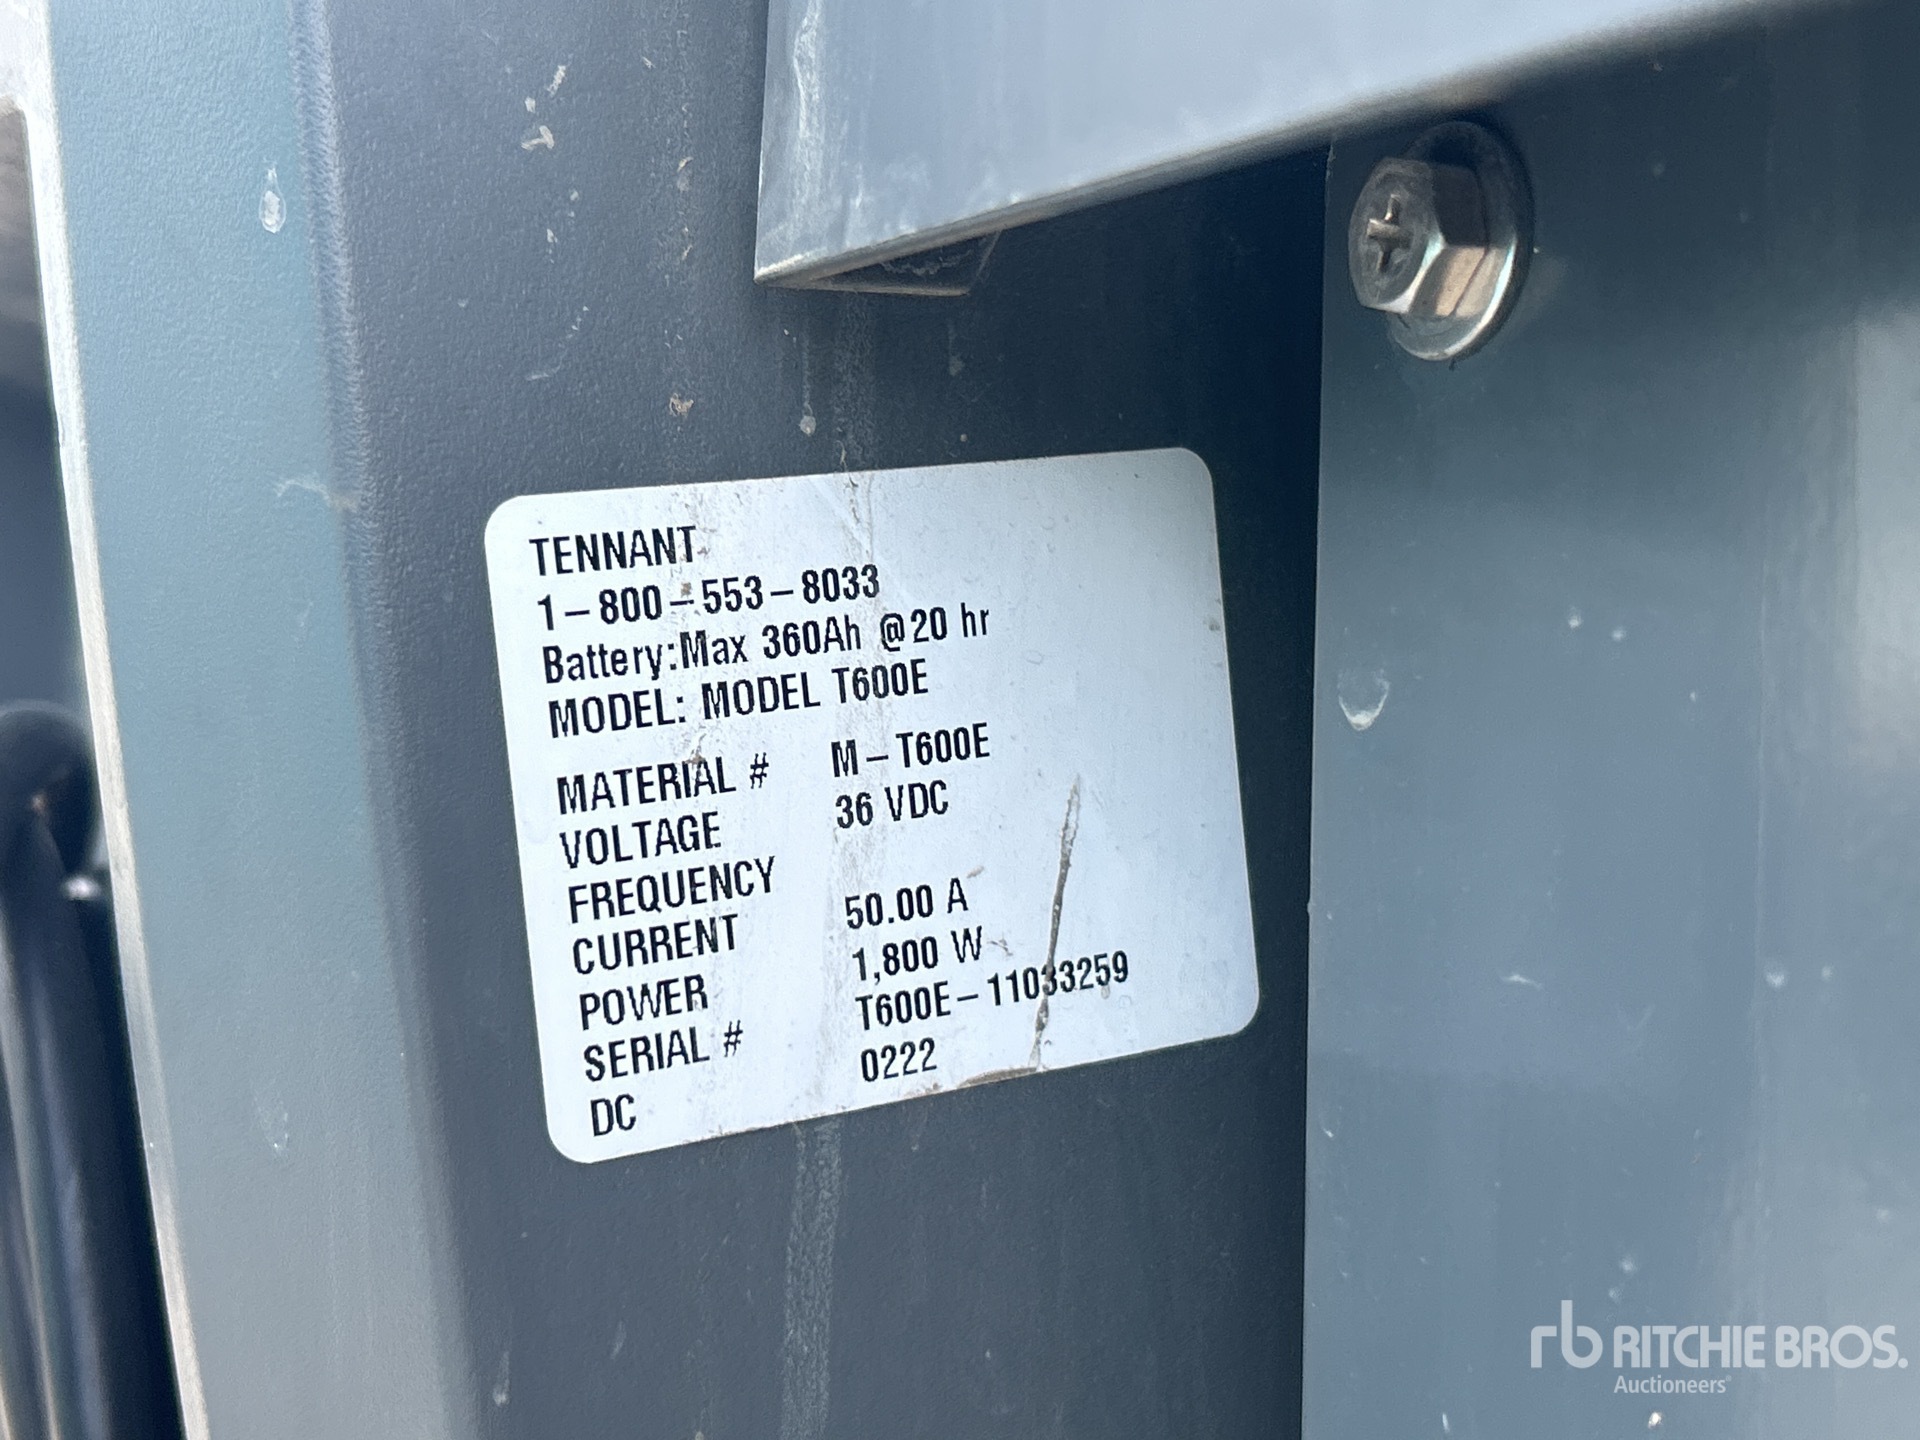 TENNANT
1-800-553-8033
Battery:Max 360Ah @20 hr
MODEL: MODEL T600E
MATERIAL # M-T600E
VOLTAGE 36 VDC
FREQUENCY
CURRENT 50.00 A
POWER 1,800 W
SERIAL # T600E-11033259
DC 0222
rb RITCHIE BROS.
Auctioneers